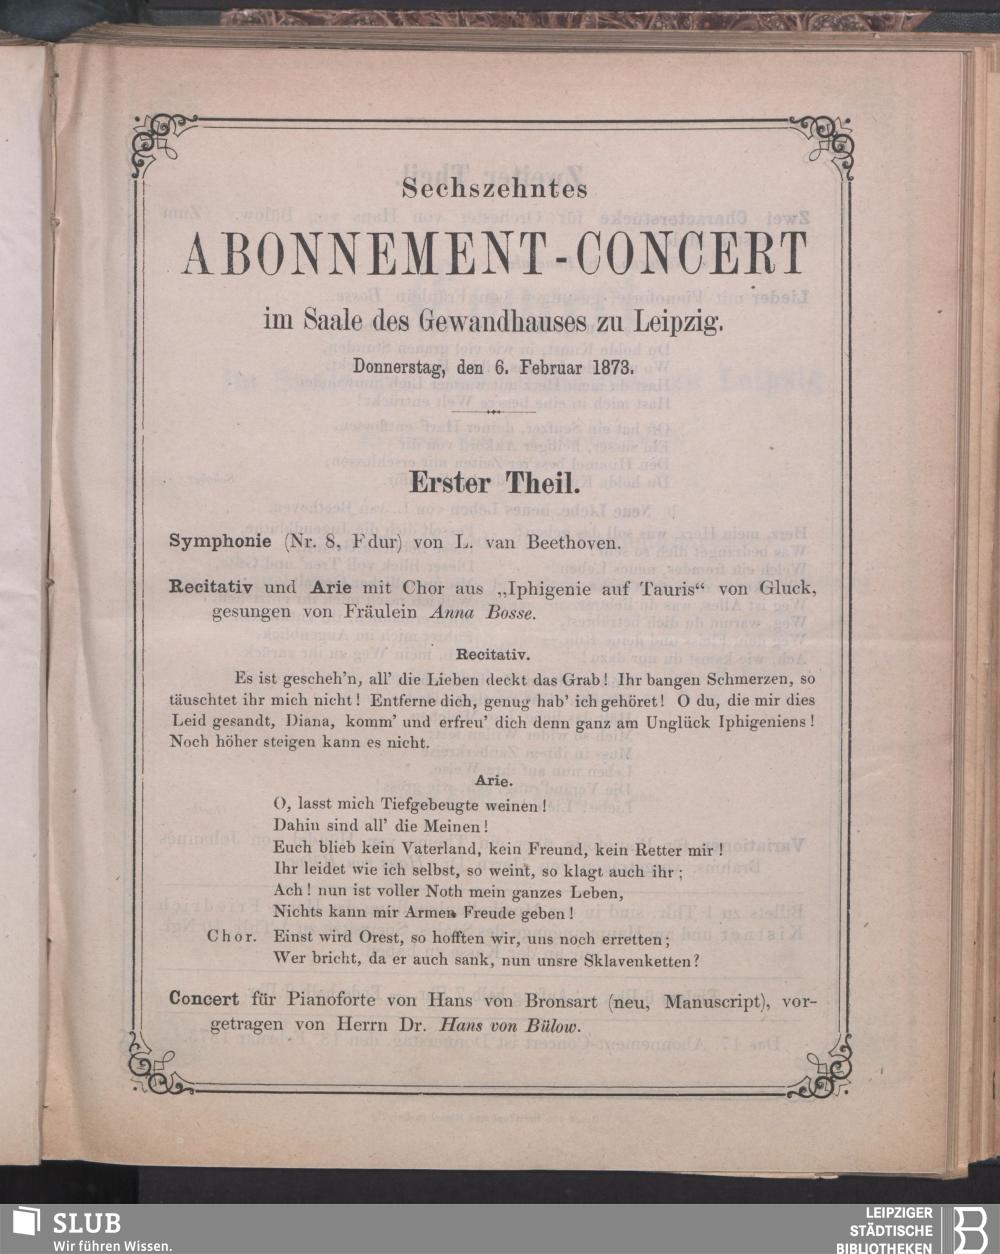 Sechszehntes
ABONNEMENT-CONCERT
im Saale des Gewandhauses zu Leipzig.
Donnerstag, den 6. Februar 1873.
Erster Theil.
Symphonie (Nr. 8, Fdur) von L. van Beethoven.
Recitativ und Arie mit Chor aus „Iphigenie auf Tauris“ von Gluck,
gesungen von Fräulein Anna Bosse.
Recitativ.
Es ist gescheh'n, all' die Lieben deckt das Grab! Ihr bangen Schmerzen, so
täuschtet ihr mich nicht! Entferne dich, genug hab' ich gehöret! O du, die mir dies
Leid gesandt, Diana, komm' und erfreu' dich denn ganz am Unglück Iphigeniens!
Noch höher steigen kann es nicht.
Arie.
O, lasst mich Tiefgebeugte weinen!
Dahin sind all' die Meinen!
Euch blieb kein Vaterland, kein Freund, kein Retter mir!
Ihr leidet wie ich selbst, so weint, so klagt auch ihr;
Ach! nun ist voller Noth mein ganzes Leben,
Nichts kann mir Armen Freude geben!
Chor. Einst wird Orest, so hofften wir, uns noch erretten;
Wer bricht, da er auch sank, nun unsre Sklavenketten?
Concert für Pianoforte von Hans von Bronsart (neu, Manuscript), vor-
getragen von Herrn Dr. Hans von Bülow.
SLUB
Wir führen Wissen.
LEIPZIGER
STÄDTISCHE
BIBLIOTHEKEN